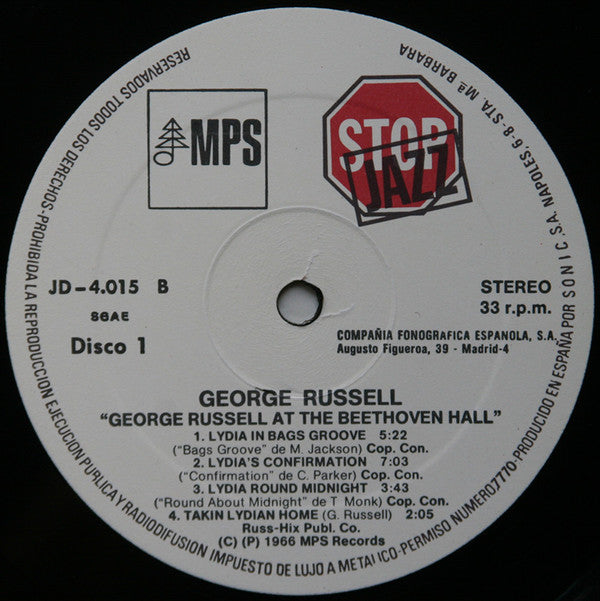 RESERVADOS TODOS LOS DERECHOS-PROHIBIDA LA REPRODUCCION EJECUCION PUBLICA Y RADIODIFUSION IMPUESTO DE LUJO A METALICO-PERMISO NUMERO 7770-PRODUCIDO EN ESPAÑA POR SONIC S.A. NAPOLES, 6-8-STA. Mª BARBARA
MPS
STOP
JAZZ
JD-4.015 B
SGAE
Disco 1
STEREO
33 r.p.m.
COMPAÑIA FONOGRAFICA ESPANOLA, S.A.
Augusto Figueroa, 39 - Madrid-4
GEORGE RUSSELL
“GEORGE RUSSELL AT THE BEETHOVEN HALL”
1. LYDIA IN BAGS GROOVE 5:22
(“Bags Groove” de M. Jackson) Cop. Con.
2. LYDIA'S CONFIRMATION 7:03
(“Confirmation” de C. Parker) Cop. Con.
3. LYDIA ROUND MIDNIGHT 3:43
(“Round About Midnight” de T Monk) Cop. Con.
4. TAKIN LYDIAN HOME (G. Russell) 2:05
Russ-Hix Publ. Co.
(C) (P) 1966 MPS Records